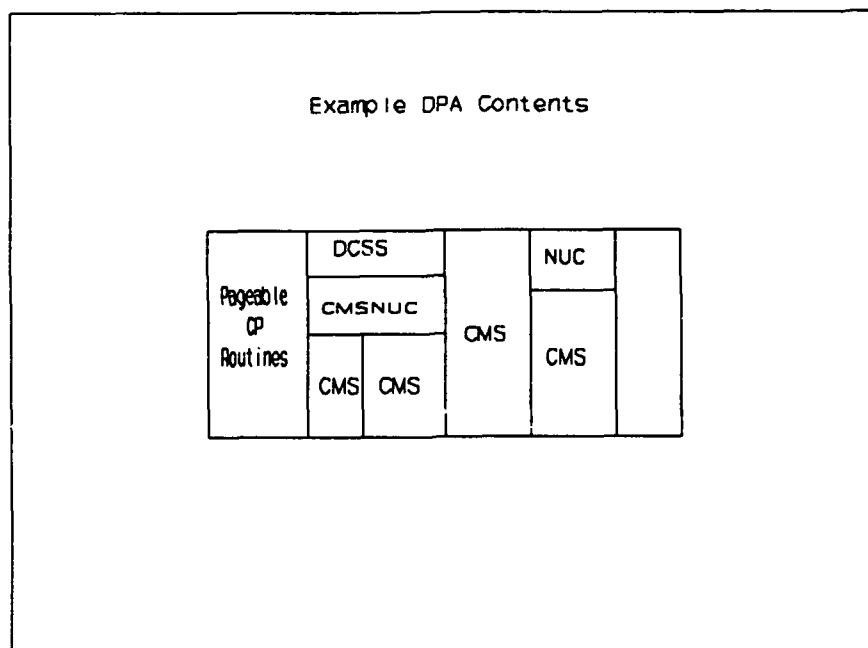 Example DPA Contents
Pageable
CP
Routines
DCSS
CMSNUC
CMS
CMS
CMS
NUC
CMS